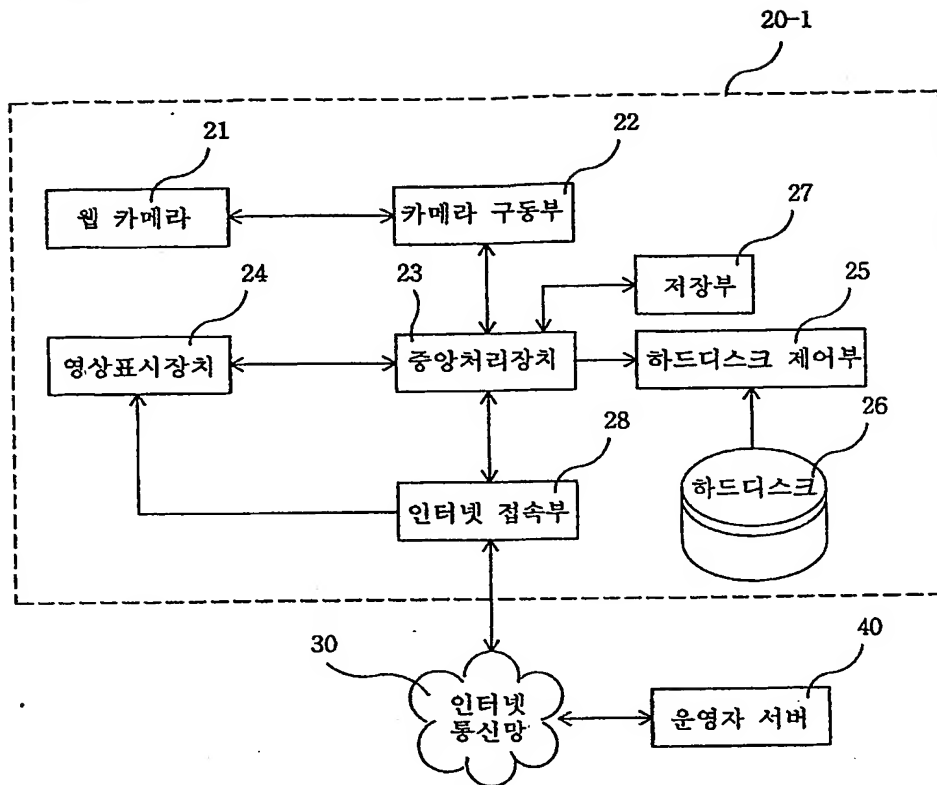 20-1
21
22
웹 카메라
카메라 구동부
27
저장부
24
23
25
영상표시장치
중앙처리장치
하드디스크 제어부
28
26
하드디스크
인터넷 접속부
30
40
인터넷
통신망
운영자 서버